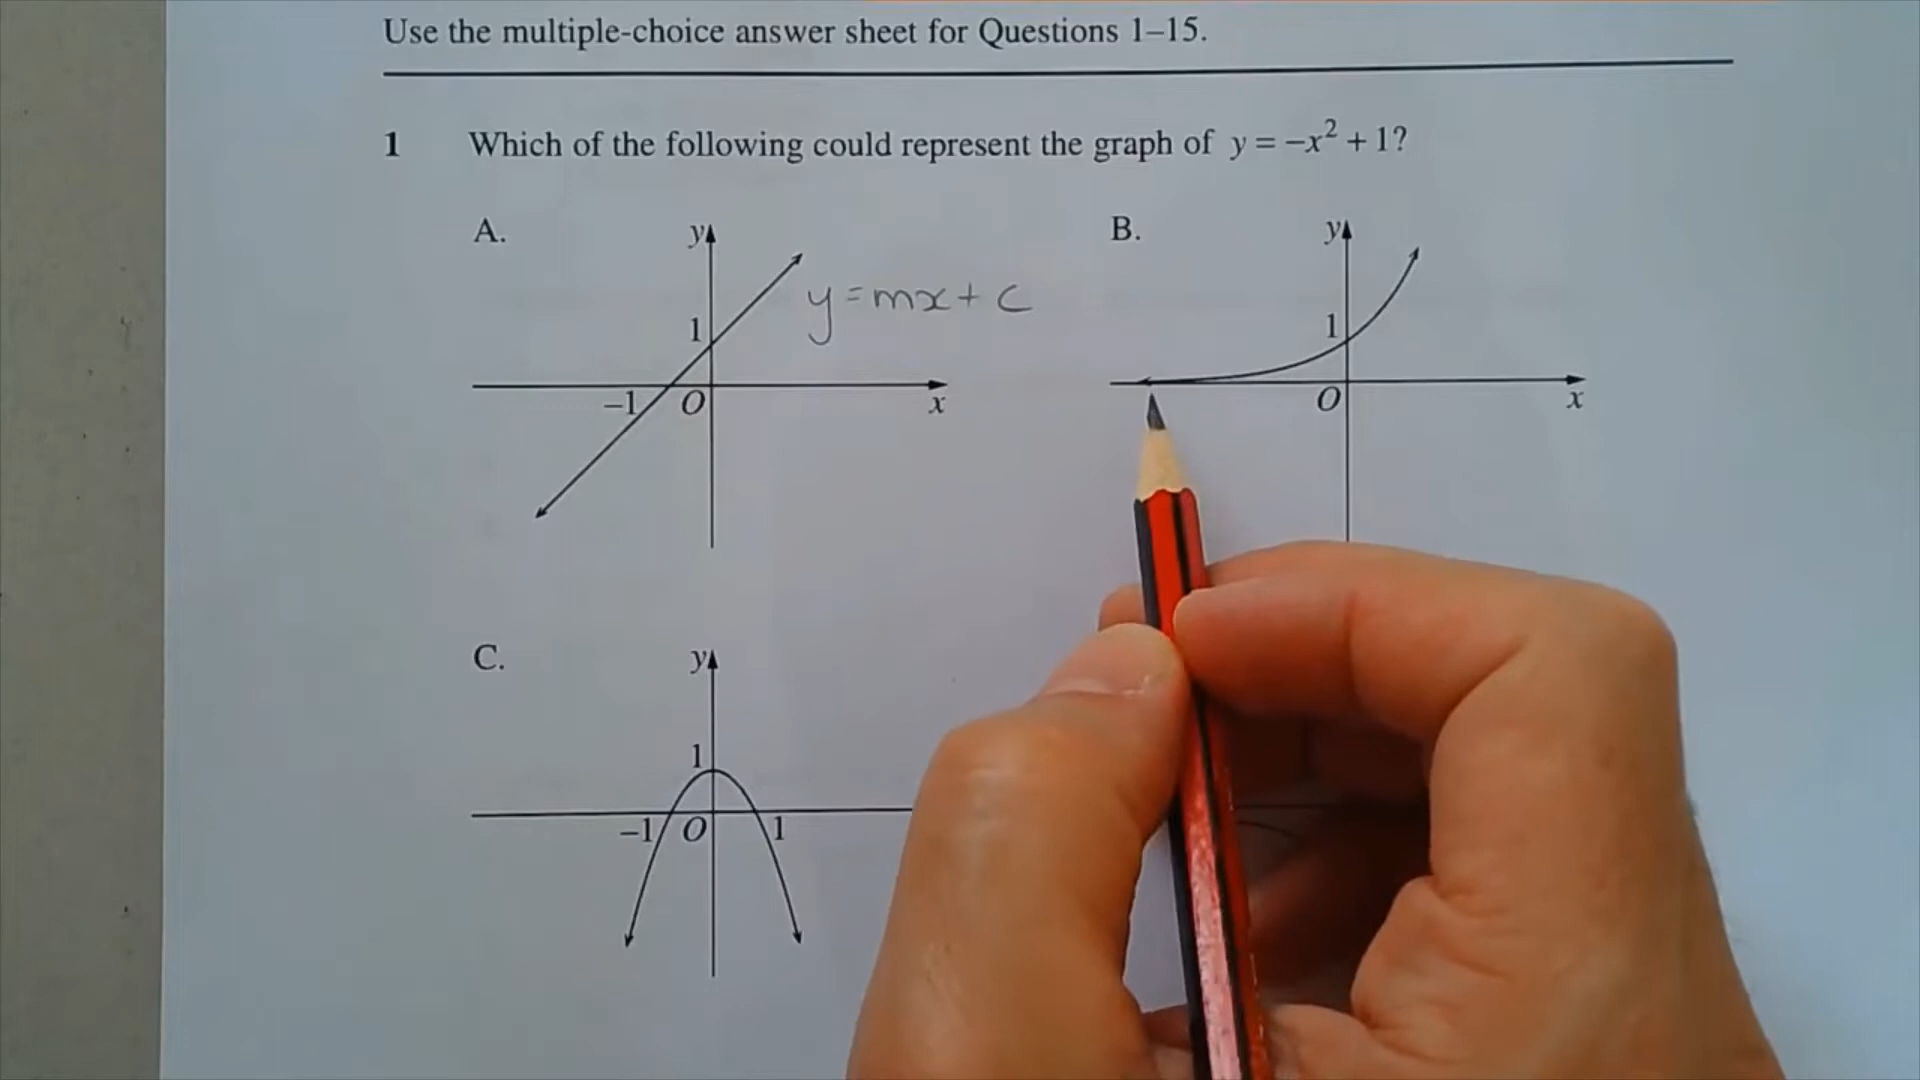 Use the multiple-choice answer sheet for Questions 1–15.
1 Which of the following could represent the graph of y = −x² + 1?
A.
y
y = mx + c
1
−1
O
x
B.
y
1
O
x
C.
y
1
−1
O
1